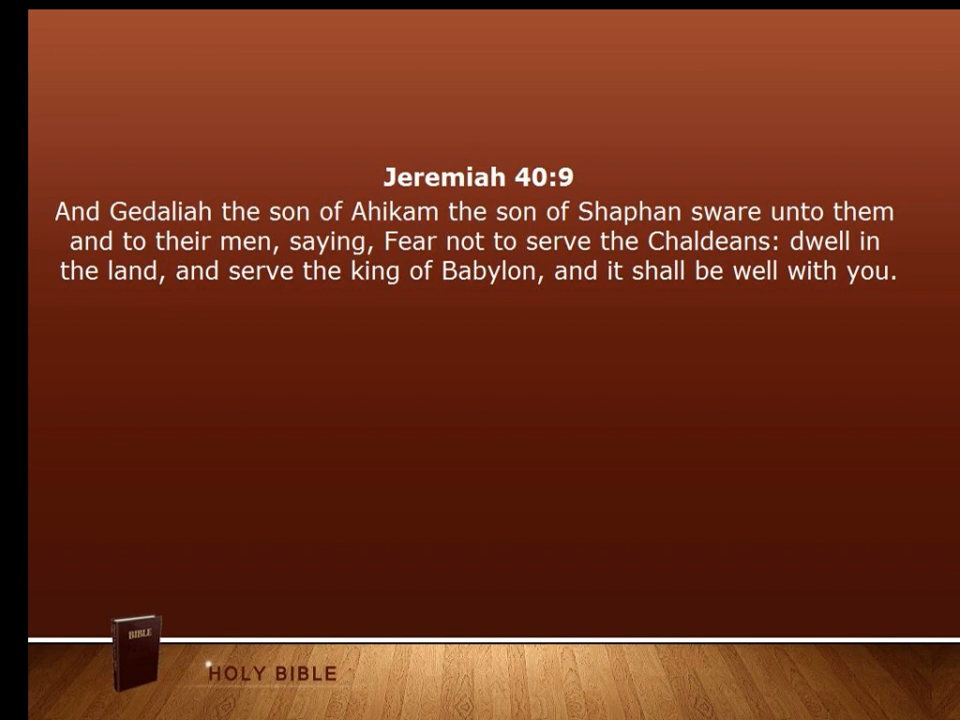 Jeremiah 40:9
And Gedaliah the son of Ahikam the son of Shaphan sware unto them
and to their men, saying, Fear not to serve the Chaldeans: dwell in
the land, and serve the king of Babylon, and it shall be well with you.
BIBLE
HOLY BIBLE